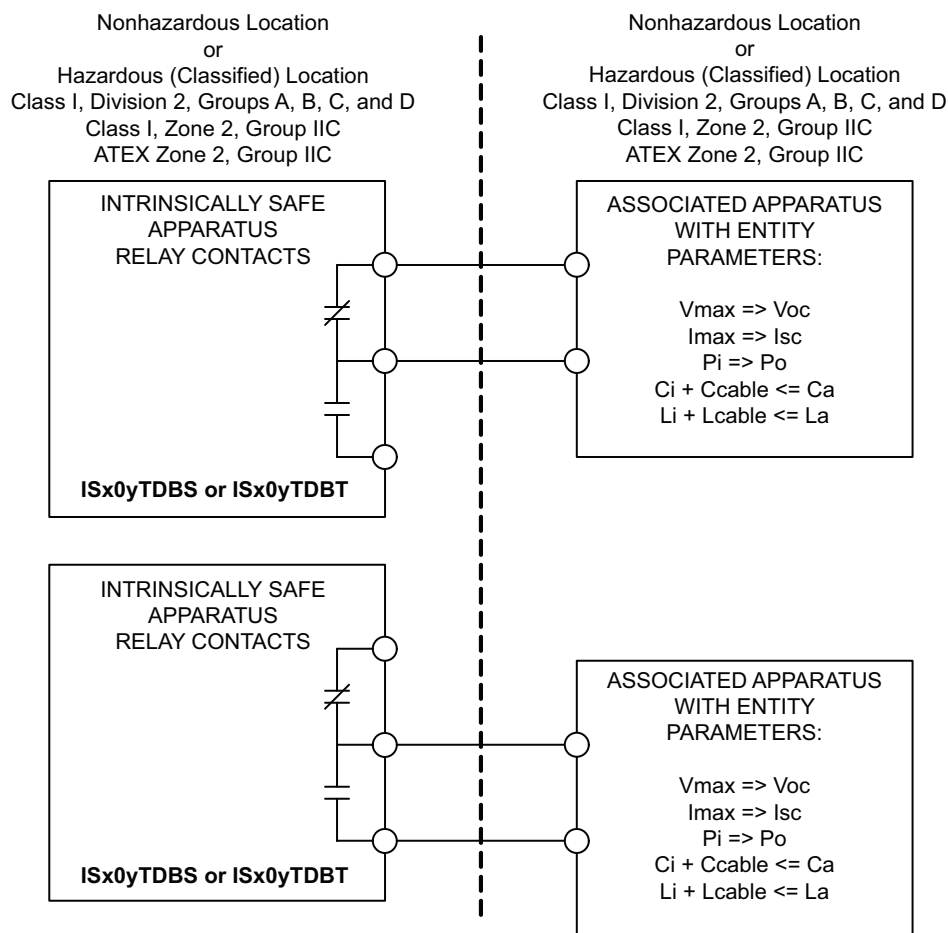 Nonhazardous Location
or
Hazardous (Classified) Location
Class I, Division 2, Groups A, B, C, and D
Class I, Zone 2, Group IIC
ATEX Zone 2, Group IIC
Nonhazardous Location
or
Hazardous (Classified) Location
Class I, Division 2, Groups A, B, C, and D
Class I, Zone 2, Group IIC
ATEX Zone 2, Group IIC
INTRINSICALLY SAFE
APPARATUS
RELAY CONTACTS
ISx0yTDBS or ISx0yTDBT
ASSOCIATED APPARATUS
WITH ENTITY
PARAMETERS:
Vmax => Voc
Imax => Isc
Pi => Po
Ci + Ccable <= Ca
Li + Lcable <= La
INTRINSICALLY SAFE
APPARATUS
RELAY CONTACTS
ISx0yTDBS or ISx0yTDBT
ASSOCIATED APPARATUS
WITH ENTITY
PARAMETERS:
Vmax => Voc
Imax => Isc
Pi => Po
Ci + Ccable <= Ca
Li + Lcable <= La